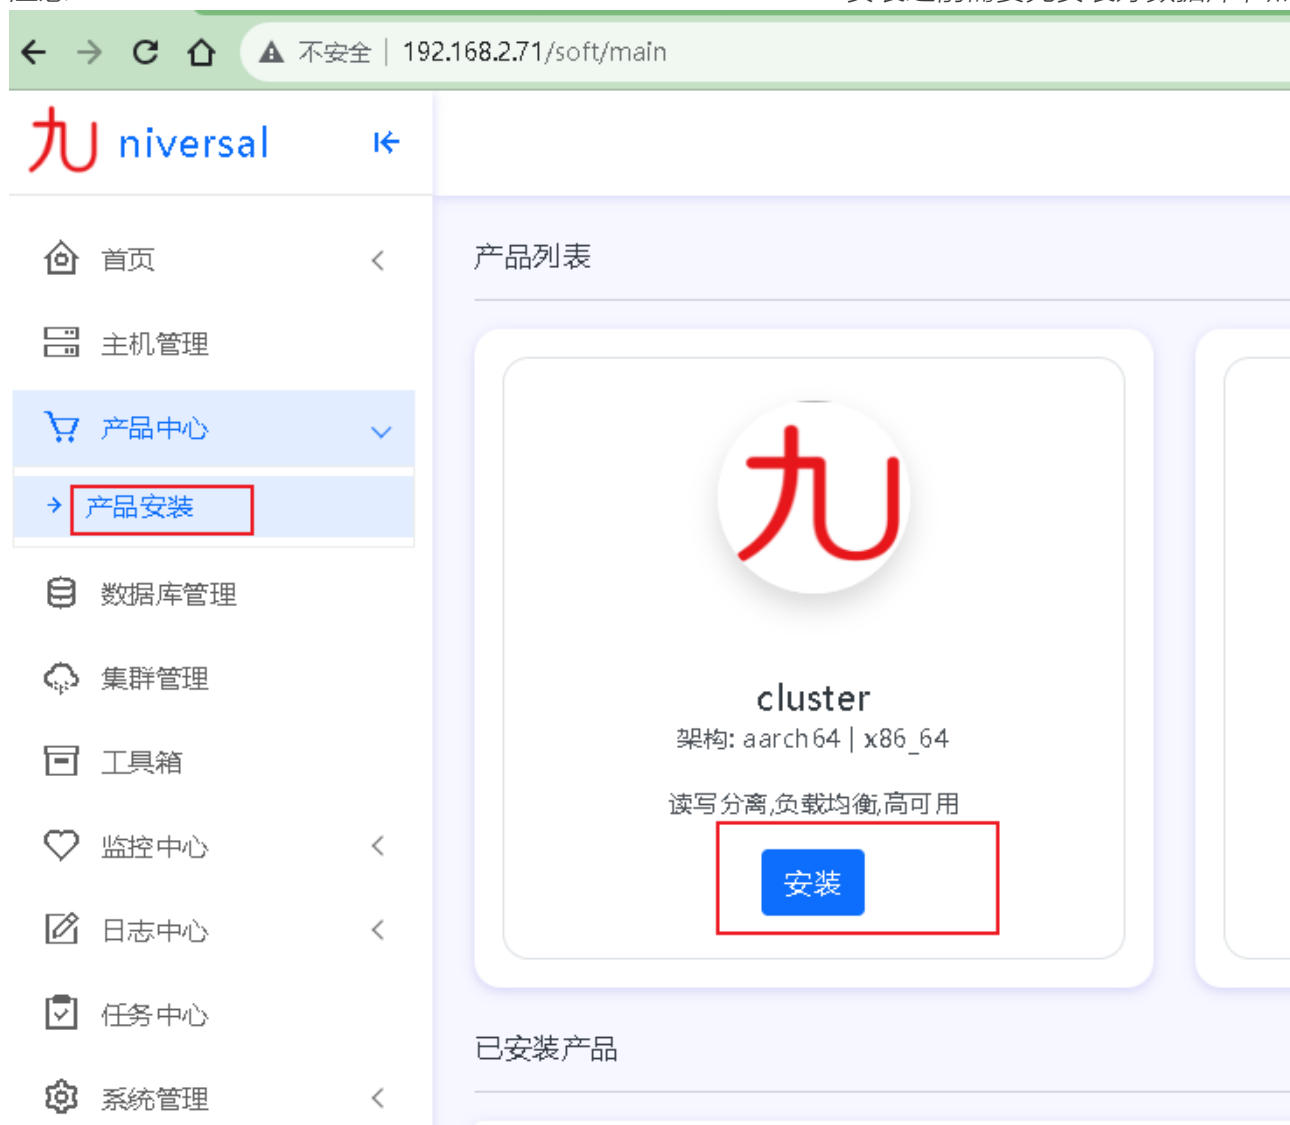 不安全 | 192.168.2.71/soft/main
九U niversal
首页
主机管理
产品中心
产品安装
数据库管理
集群管理
工具箱
监控中心
日志中心
任务中心
系统管理
产品列表
九U
cluster
架构: aarch64 | x86_64
读写分离,负载均衡,高可用
安装
已安装产品